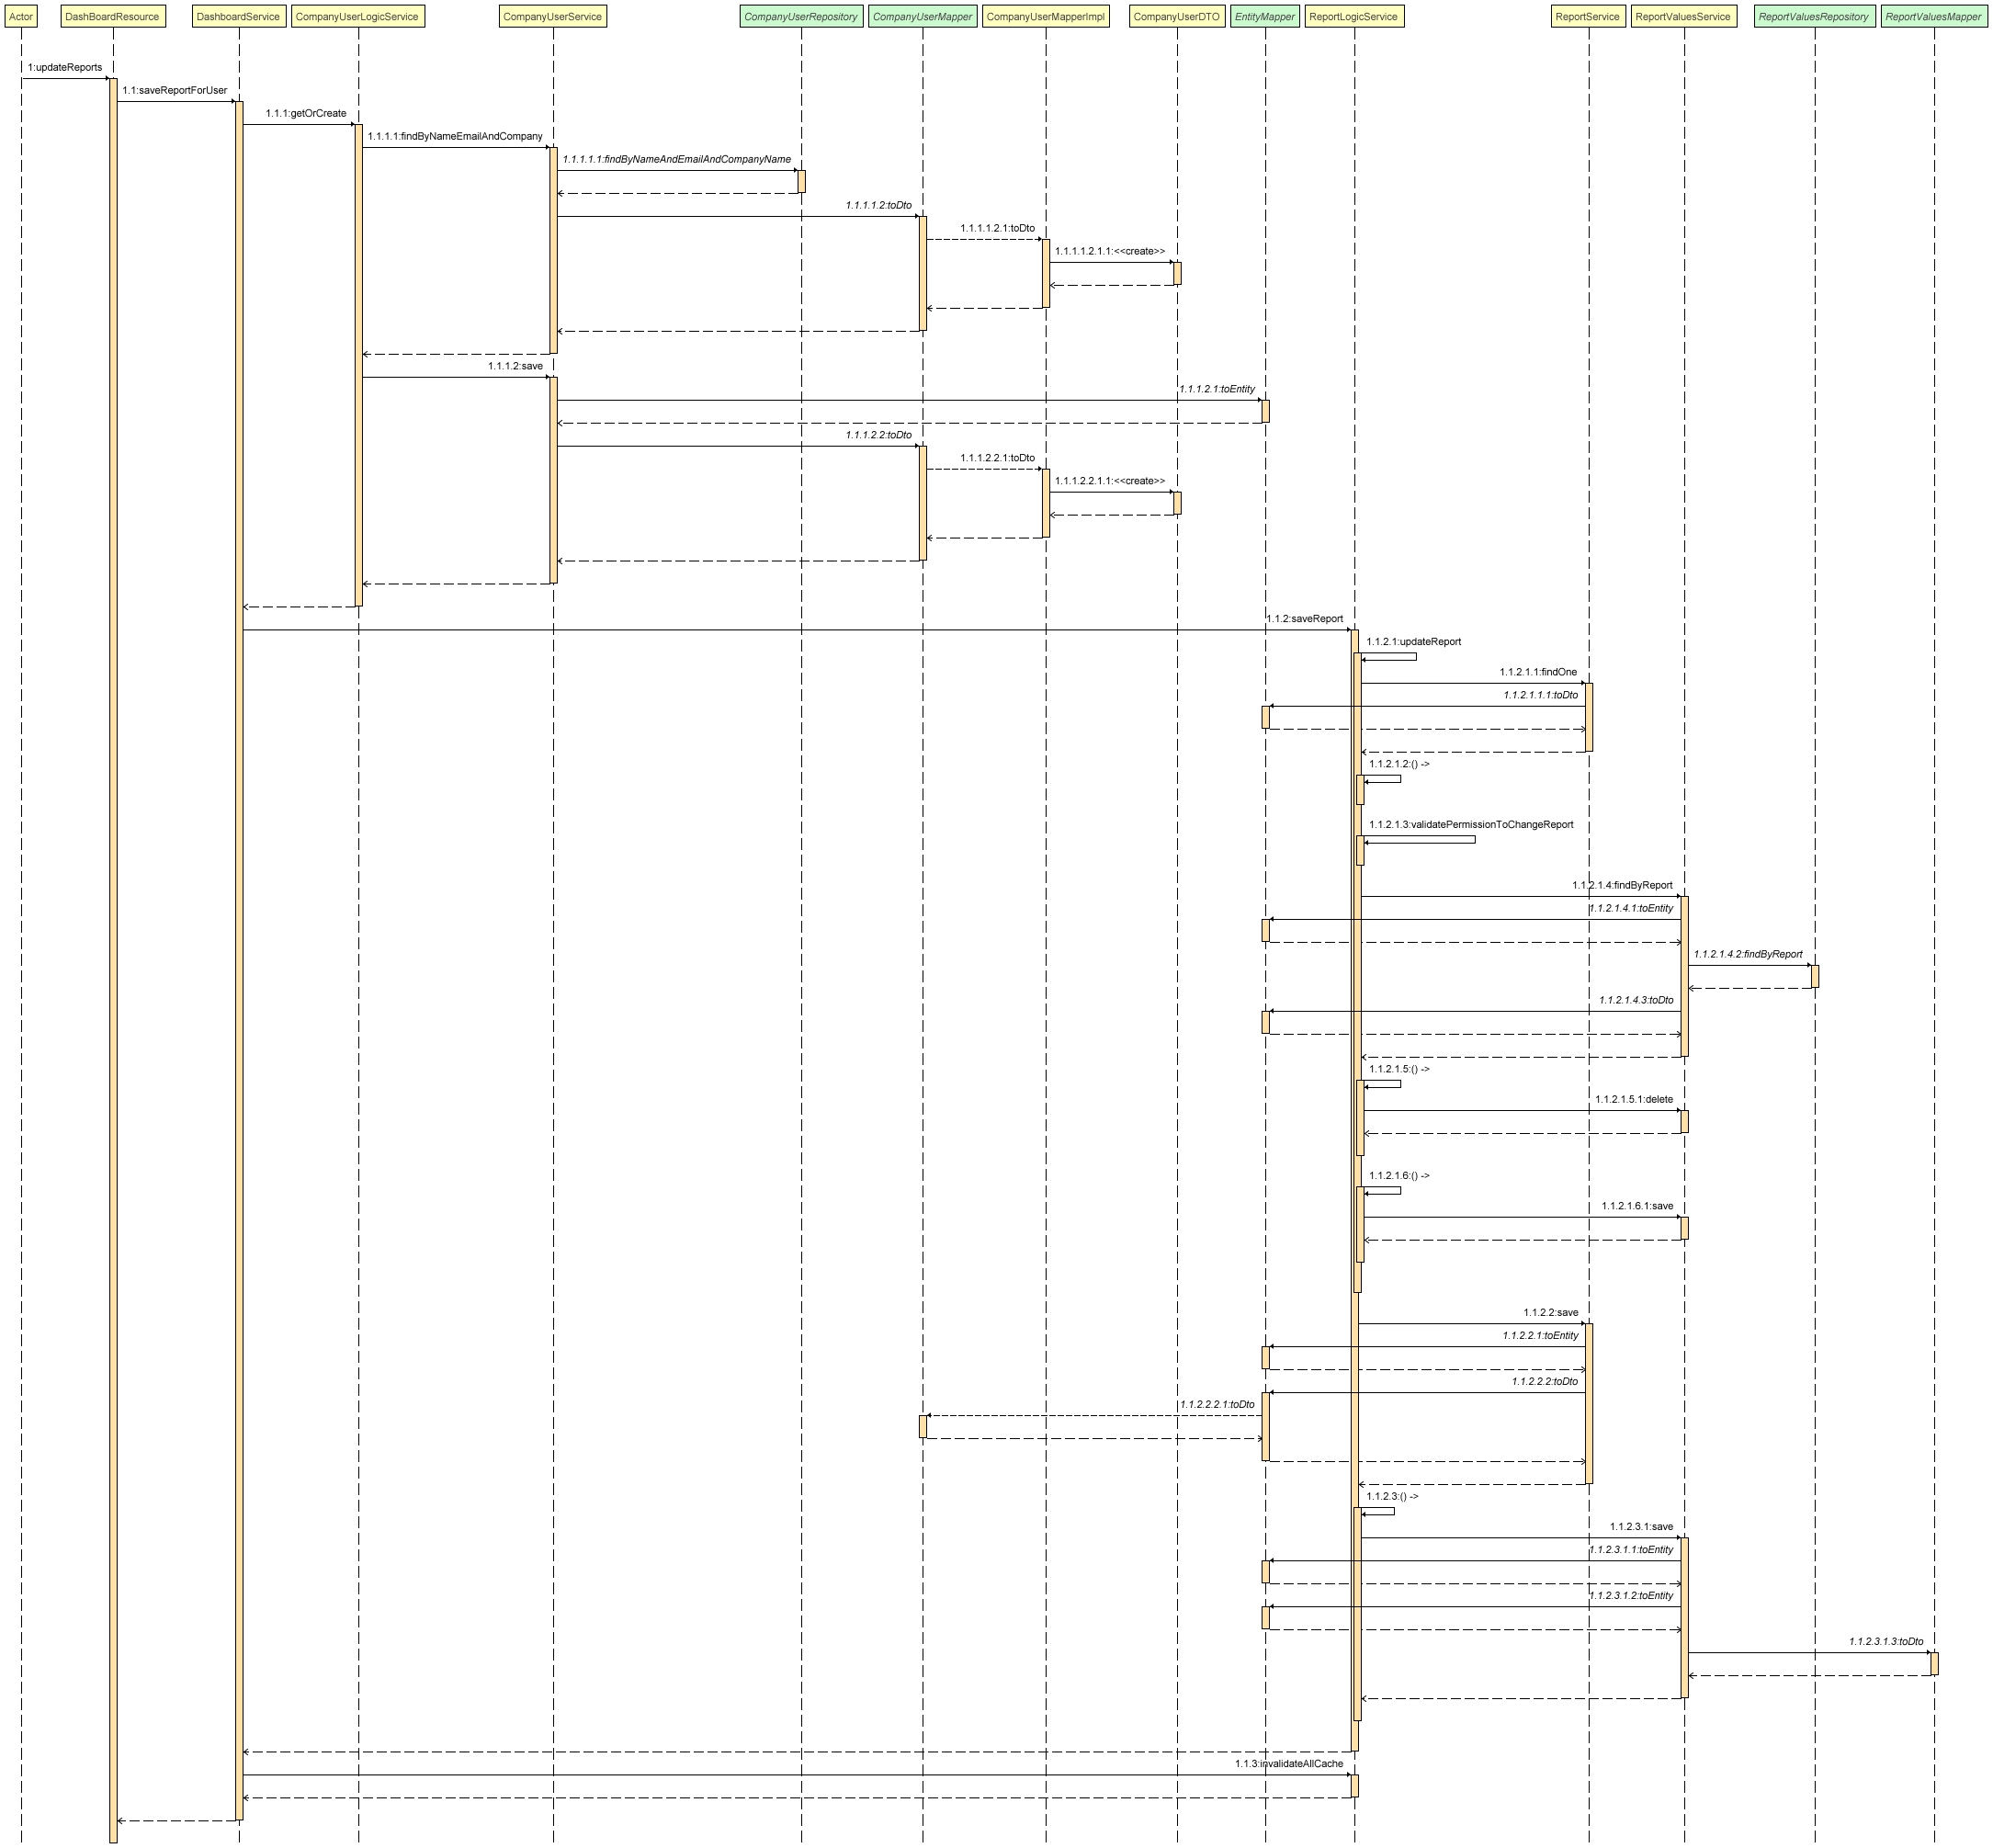 Actor
DashBoardResource
DashboardService
CompanyUserLogicService
CompanyUserService
CompanyUserRepository
CompanyUserMapper
CompanyUserMapperImpl
CompanyUserDTO
EntityMapper
ReportLogicService
ReportService
ReportValuesService
ReportValuesRepository
ReportValuesMapper
1:updateReports
1.1:saveReportForUser
1.1.1:getOrCreate
1.1.1.1:findByNameEmailAndCompany
1.1.1.1.1:findByNameAndEmailAndCompanyName
1.1.1.1.2:toDto
1.1.1.1.2.1:toDto
1.1.1.1.2.1.1:<<create>>
1.1.1.2:save
1.1.1.2.1:toEntity
1.1.1.2.2:toDto
1.1.1.2.2.1:toDto
1.1.1.2.2.1.1:<<create>>
1.1.2:saveReport
1.1.2.1:updateReport
1.1.2.1.1:findOne
1.1.2.1.1.1:toDto
1.1.2.1.2:() ->
1.1.2.1.3:validatePermissionToChangeReport
1.1.2.1.4:findByReport
1.1.2.1.4.1:toEntity
1.1.2.1.4.2:findByReport
1.1.2.1.4.3:toDto
1.1.2.1.5:() ->
1.1.2.1.5.1:delete
1.1.2.1.6:() ->
1.1.2.1.6.1:save
1.1.2.2:save
1.1.2.2.1:toEntity
1.1.2.2.2:toDto
1.1.2.2.2.1:toDto
1.1.2.3:() ->
1.1.2.3.1:save
1.1.2.3.1.1:toEntity
1.1.2.3.1.2:toEntity
1.1.2.3.1.3:toDto
1.1.3:invalidateAllCache